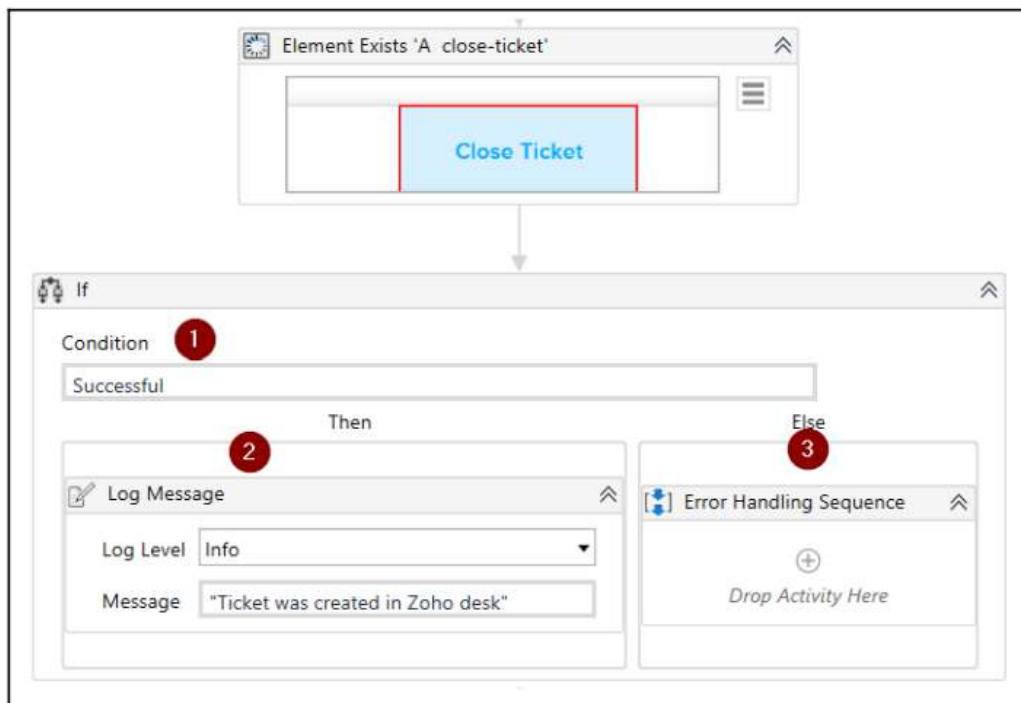 Element Exists 'A close-ticket'
Close Ticket
If
Condition 1
Successful
Then Else
2 3
Log Message
Error Handling Sequence
Log Level Info
Message "Ticket was created in Zoho desk"
Drop Activity Here